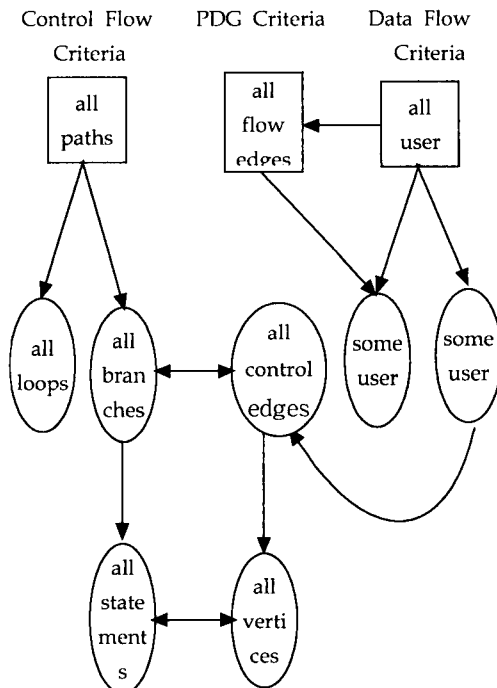 Control Flow
Criteria
PDG Criteria
Data Flow
Criteria
all
paths
all
flow
edges
all
user
all
loops
all
bran
ches
all
control
edges
some
user
some
user
all
state
ment
s
all
verti
ces